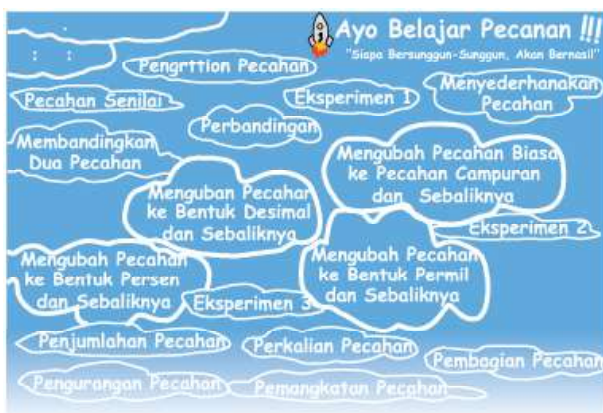 Ayo Belajar Pecanan !!!
"Siapa Bersunggun-Sunggun, Akan Bernasil"
: :
Pengrttion Pecahan
Menyederhanakan
Pecahan
Pecahan Senilai
Eksperimen 1
Perbandingan
Membandingkan
Dua Pecahan
Mengubah Pecahan Biasa
ke Pecahan Campuran
dan Sebaliknya
Menguban Pecahan
ke Bentuk Desimal
dan Sebaliknya
Eksperimen 2
Mengubah Pecahan
ke Bentuk Persen
dan Sebaliknya
Mengubah Pecahan
ke Bentuk Permil
dan Sebaliknya
Eksperimen 3
Penjumlahan Pecahan
Perkalian Pecahan
Pembagian Pecahan
Pengurangan Pecahan
Pemangkatan Pecahan